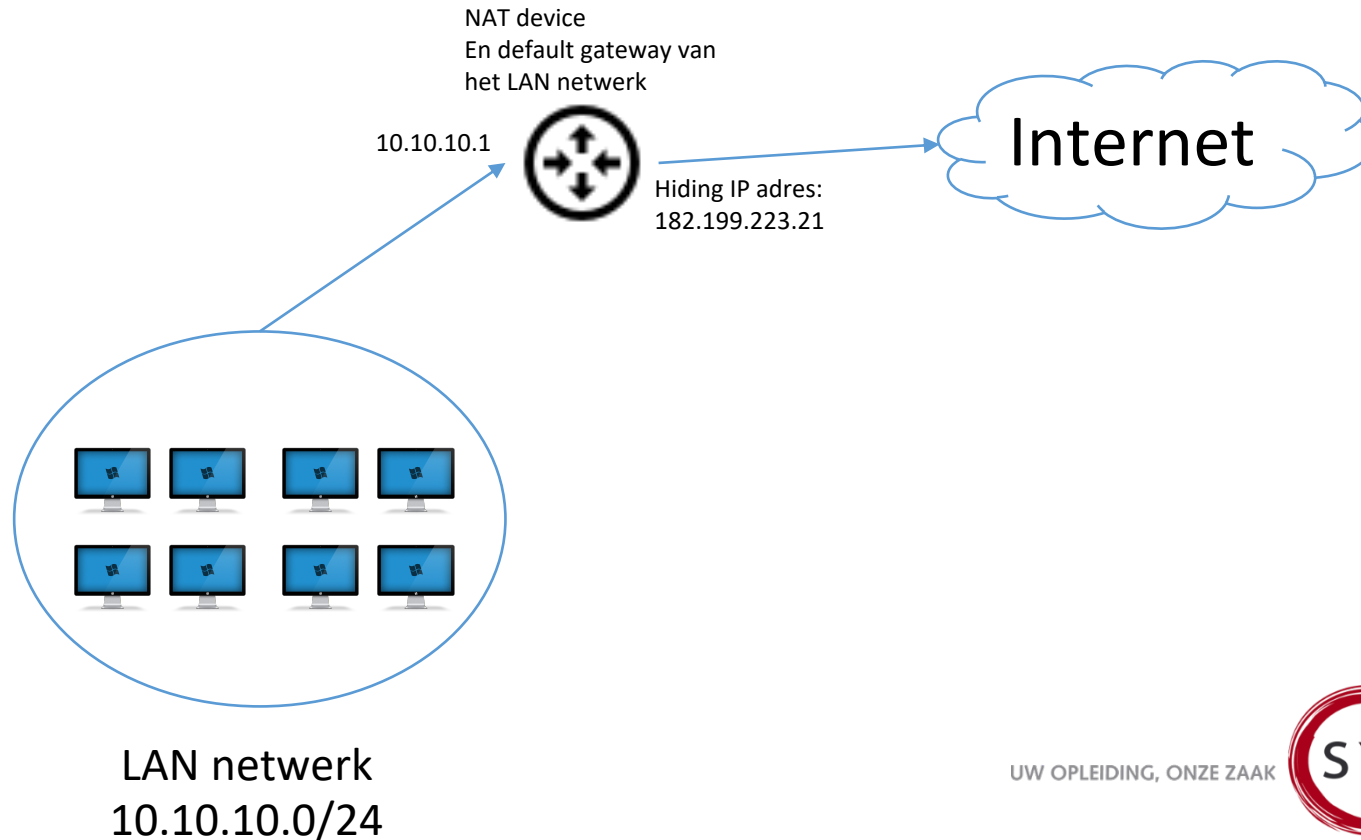 NAT device
En default gateway van
het LAN netwerk
10.10.10.1
Internet
Hiding IP adres:
182.199.223.21
LAN netwerk
10.10.10.0/24
UW OPLEIDING, ONZE ZAAK